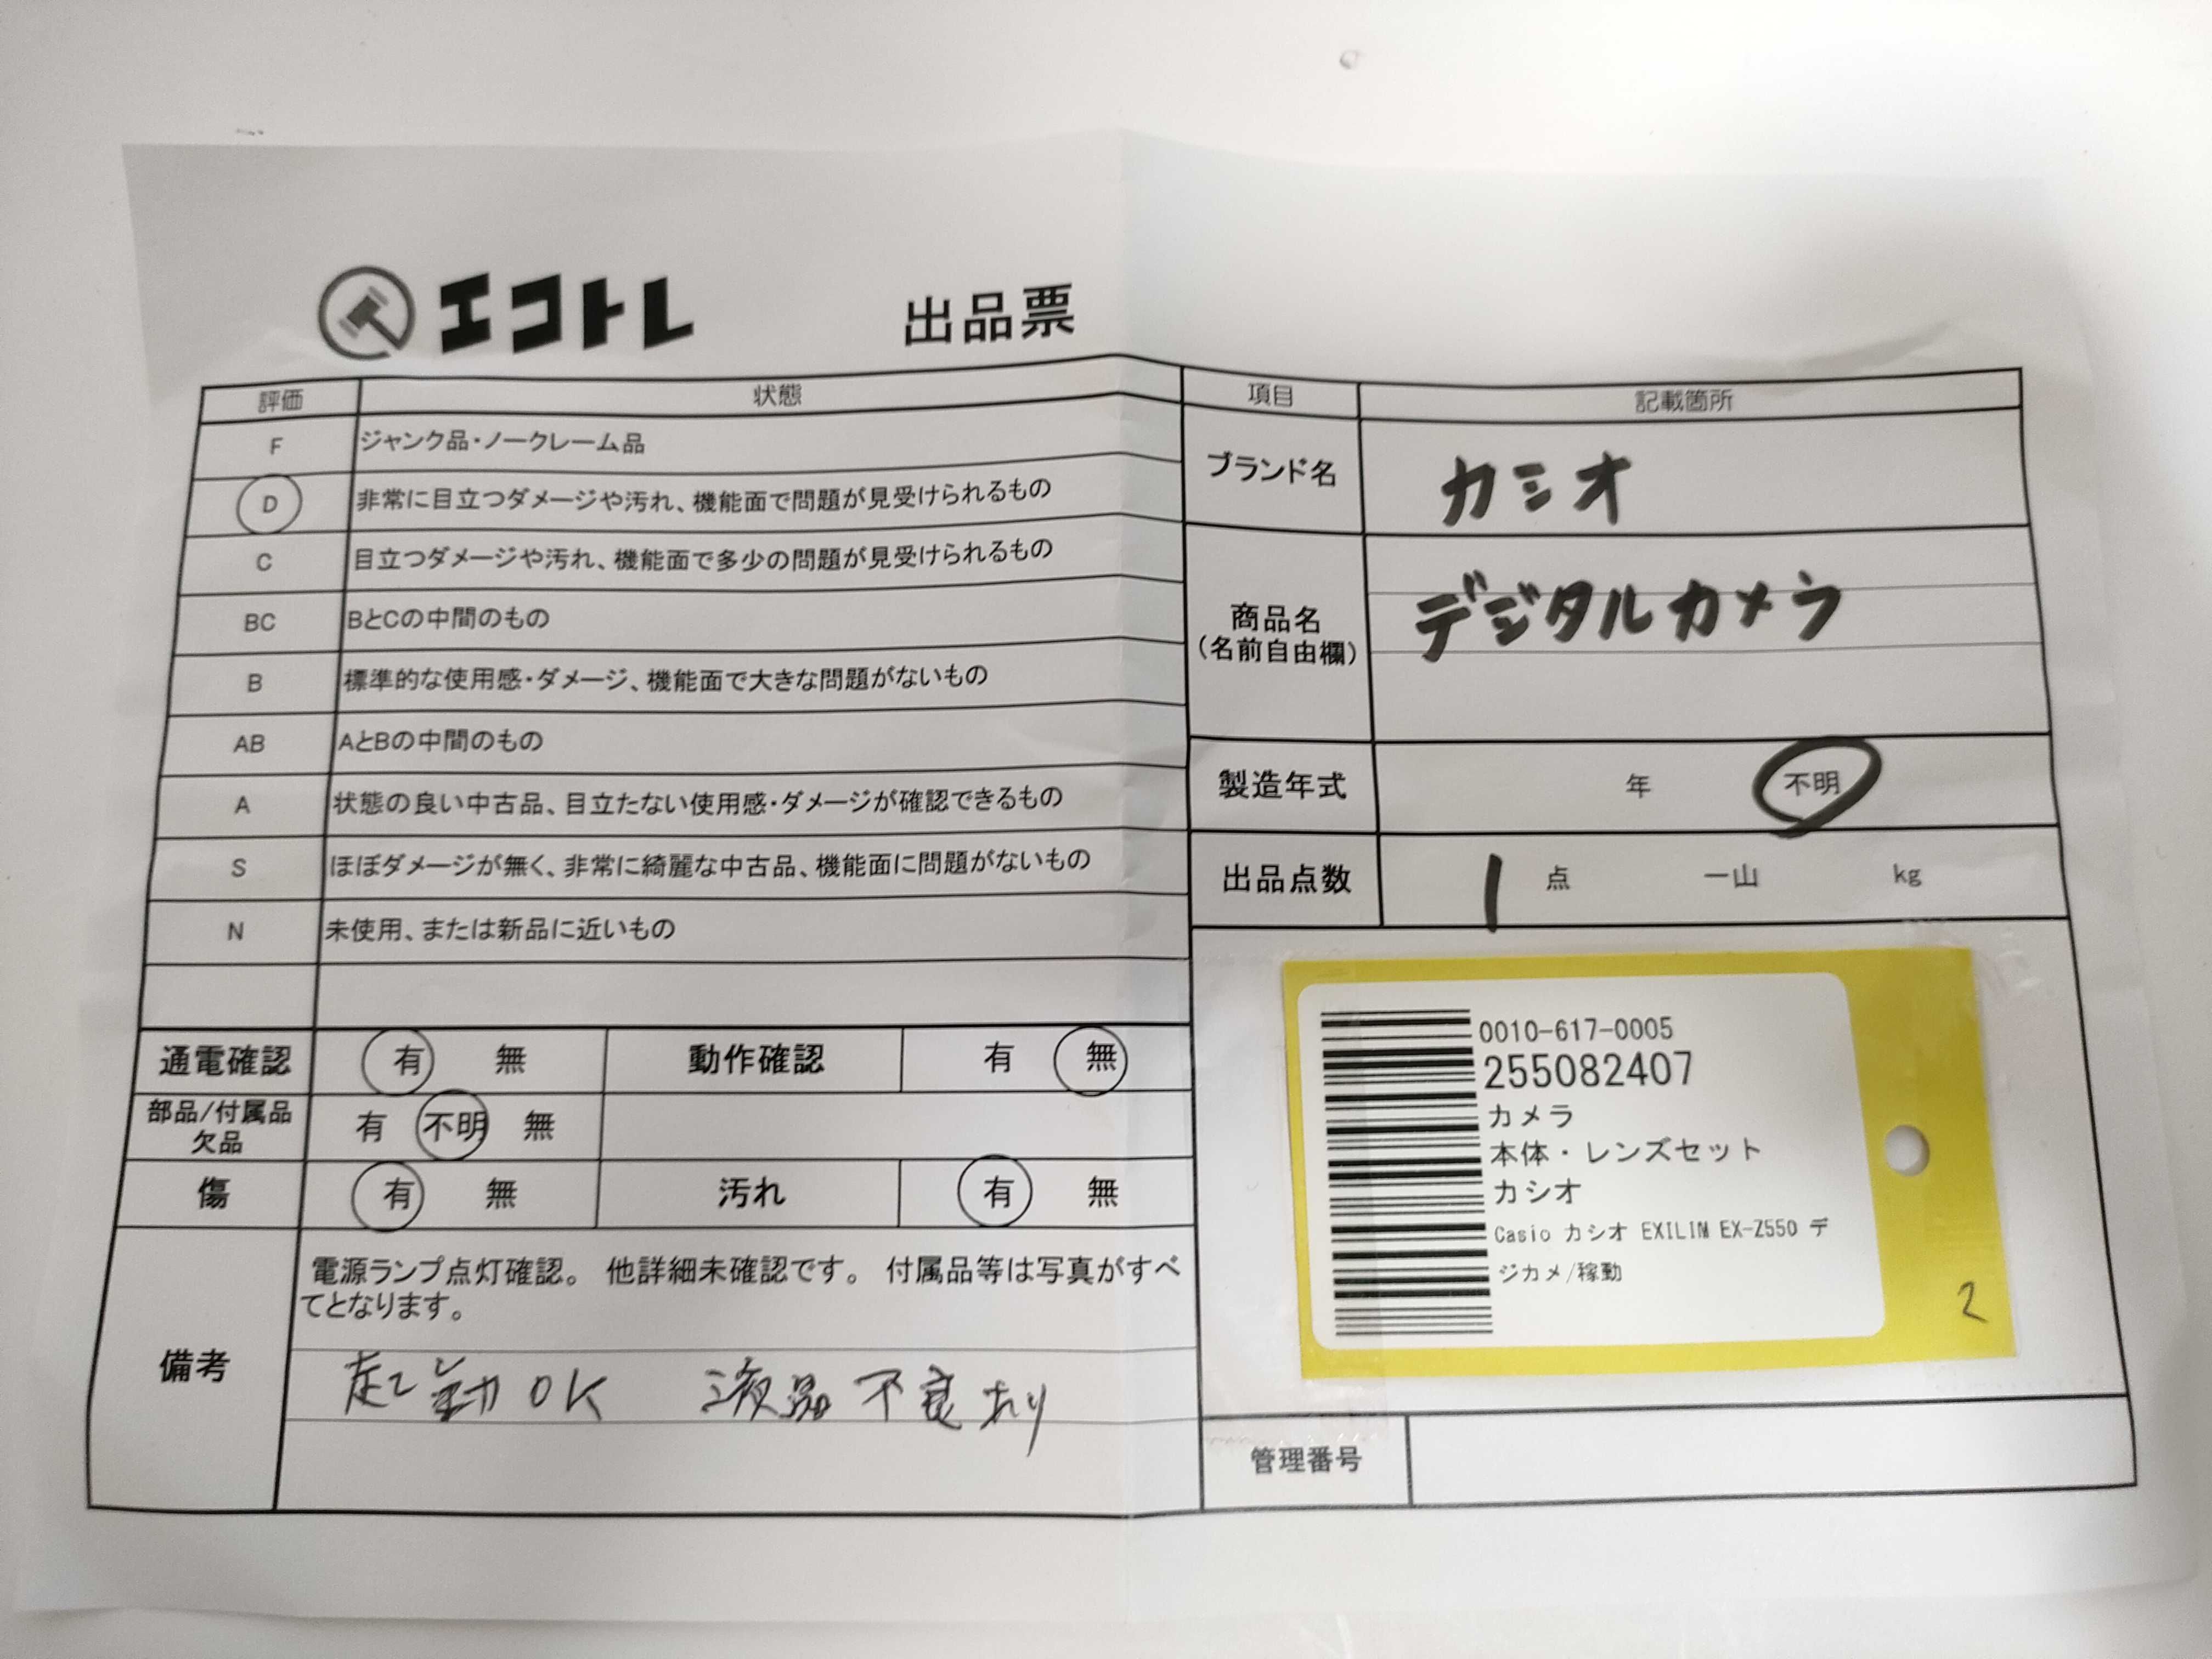 エコトレ 出品票
評価 状態
F ジャンク品・ノークレーム品
D 非常に目立つダメージや汚れ、機能面で問題が見受けられるもの
C 目立つダメージや汚れ、機能面で多少の問題が見受けられるもの
BC BとCの中間のもの
B 標準的な使用感・ダメージ、機能面で大きな問題がないもの
AB AとBの中間のもの
A 状態の良い中古品、目立たない使用感・ダメージが確認できるもの
S ほぼダメージが無く、非常に綺麗な中古品、機能面に問題がないもの
N 未使用、または新品に近いもの
通電確認 有 無 動作確認 有 無
部品/付属品
欠品 有 不明 無
傷 有 無 汚れ 有 無
備考
電源ランプ点灯確認。 他詳細未確認です。 付属品等は写真がすべ
てとなります。
起動OK 液晶不良あり
項目 記載箇所
ブランド名 カシオ
商品名
(名前自由欄)
デジタルカメラ
製造年式 年 不明
出品点数 1 点 一山 kg
0010-617-0005
255082407
カメラ
本体・レンズセット
カシオ
Casio カシオ EXILIM EX-Z550 デ
ジカメ/稼動
2
管理番号